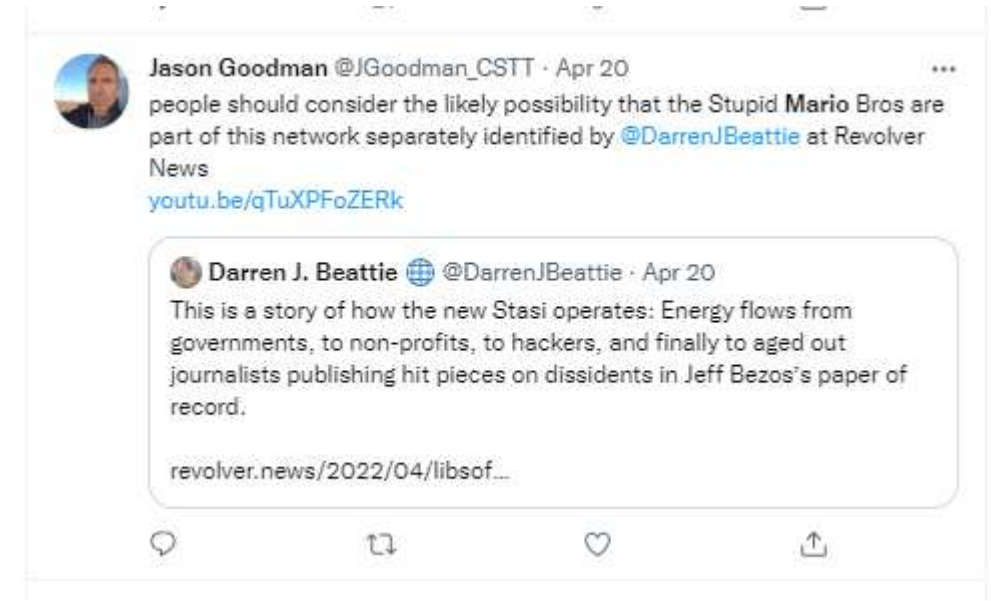 Jason Goodman @JGoodman_CSTT · Apr 20
people should consider the likely possibility that the Stupid Mario Bros are
part of this network separately identified by @DarrenJBeattie at Revolver
News
youtu.be/qTuXPFoZERk
Darren J. Beattie @DarrenJBeattie · Apr 20
This is a story of how the new Stasi operates: Energy flows from
governments, to non-profits, to hackers, and finally to aged out
journalists publishing hit pieces on dissidents in Jeff Bezos's paper of
record.
revolver.news/2022/04/libsof...